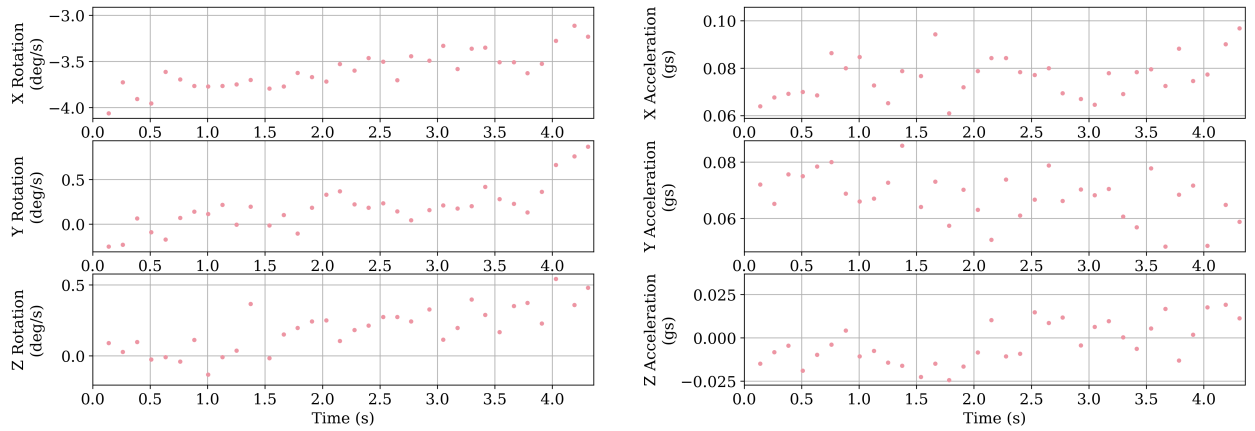 X Rotation
(deg/s)
−3.0
−3.5
−4.0
0.0 0.5 1.0 1.5 2.0 2.5 3.0 3.5 4.0
Y Rotation
(deg/s)
0.5
0.0
0.0 0.5 1.0 1.5 2.0 2.5 3.0 3.5 4.0
Z Rotation
(deg/s)
0.5
0.0
0.0 0.5 1.0 1.5 2.0 2.5 3.0 3.5 4.0
Time (s)
X Acceleration
(gs)
0.10
0.08
0.06
0.0 0.5 1.0 1.5 2.0 2.5 3.0 3.5 4.0
Y Acceleration
(gs)
0.08
0.06
0.0 0.5 1.0 1.5 2.0 2.5 3.0 3.5 4.0
Z Acceleration
(gs)
0.025
0.000
−0.025
0.0 0.5 1.0 1.5 2.0 2.5 3.0 3.5 4.0
Time (s)